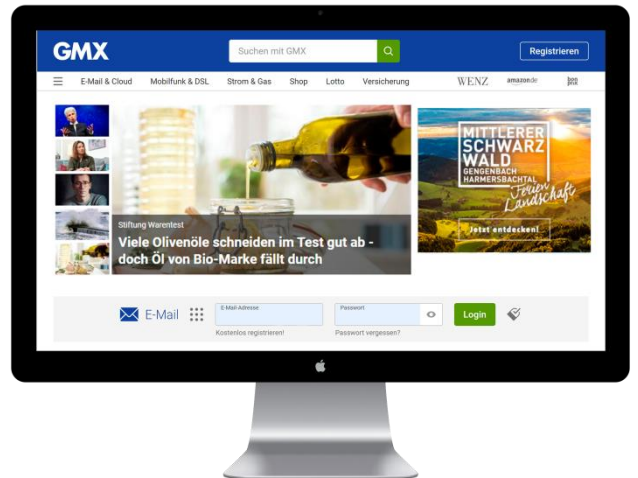 GMX
Suchen mit GMX
Registrieren
E-Mail & Cloud Mobilfunk & DSL Strom & Gas Shop Lotto Versicherung WENZ amazon.de
Stiftung Warentest
Viele Olivenöle schneiden im Test gut ab -
doch Öl von Bio-Marke fällt durch
MITTLERER
SCHWARZ
WALD
GENGENBACH
HARMERSBACHTAL
Ferien
Landschaft
Jetzt entdecken!
E-Mail
E-Mail-Adresse
Passwort
Login
Kostenlos registrieren!
Passwort vergessen?